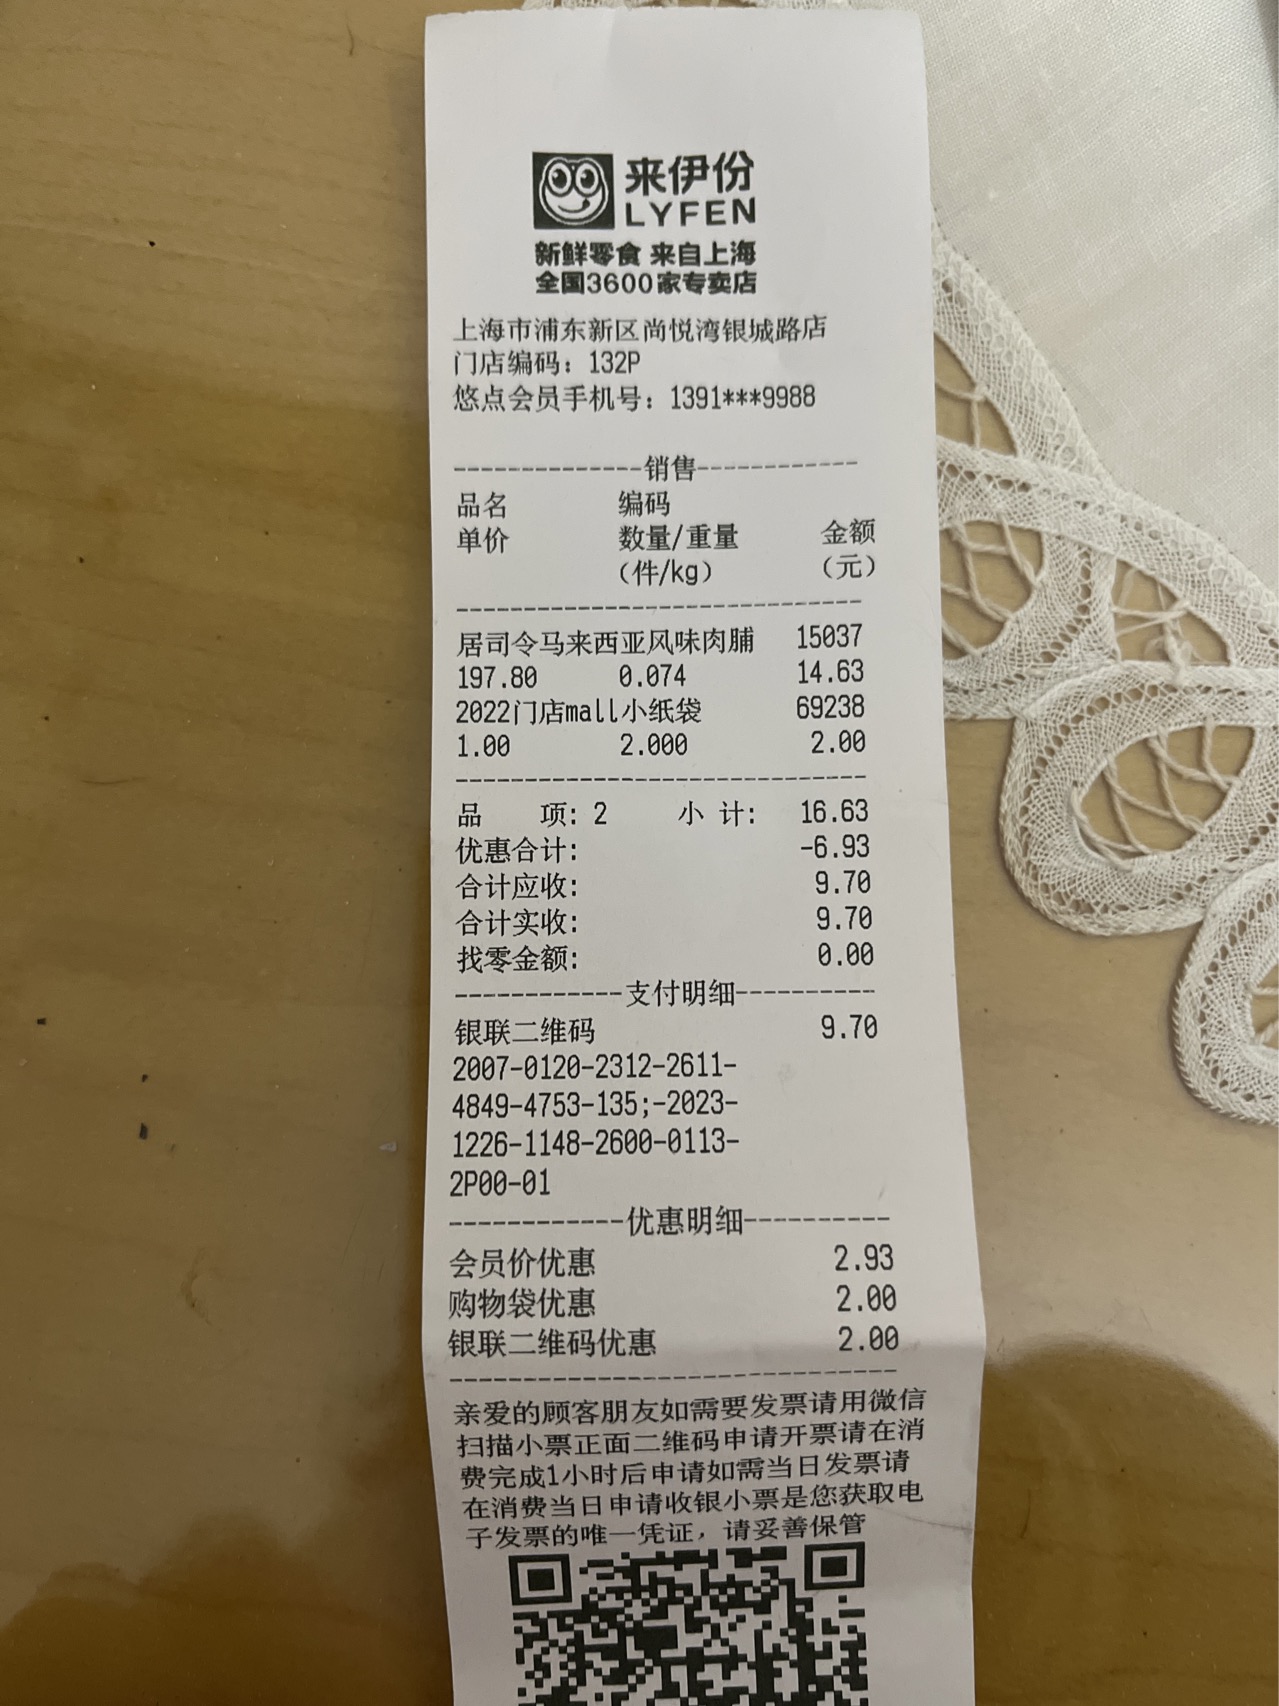 来伊份
LYFEN
新鲜零食 来自上海
全国3600家专卖店
上海市浦东新区尚悦湾银城路店
门店编码：132P
悠点会员手机号：1391***9988
--------------销售------------
品名 编码
单价 数量/重量 金额
（件/kg） （元）
------------------------------
居司令马来西亚风味肉脯 15037
197.80 0.074 14.63
2022门店mall小纸袋 69238
1.00 2.000 2.00
------------------------------
品 项: 2 小 计: 16.63
优惠合计: -6.93
合计应收: 9.70
合计实收: 9.70
找零金额: 0.00
------------支付明细----------
银联二维码 9.70
2007-0120-2312-2611-
4849-4753-135;-2023-
1226-1148-2600-0113-
2P00-01
------------优惠明细----------
会员价优惠 2.93
购物袋优惠 2.00
银联二维码优惠 2.00
------------------------------
亲爱的顾客朋友如需要发票请用微信
扫描小票正面二维码申请开票请在消
费完成1小时后申请如需当日发票请
在消费当日申请收银小票是您获取电
子发票的唯一凭证，请妥善保管